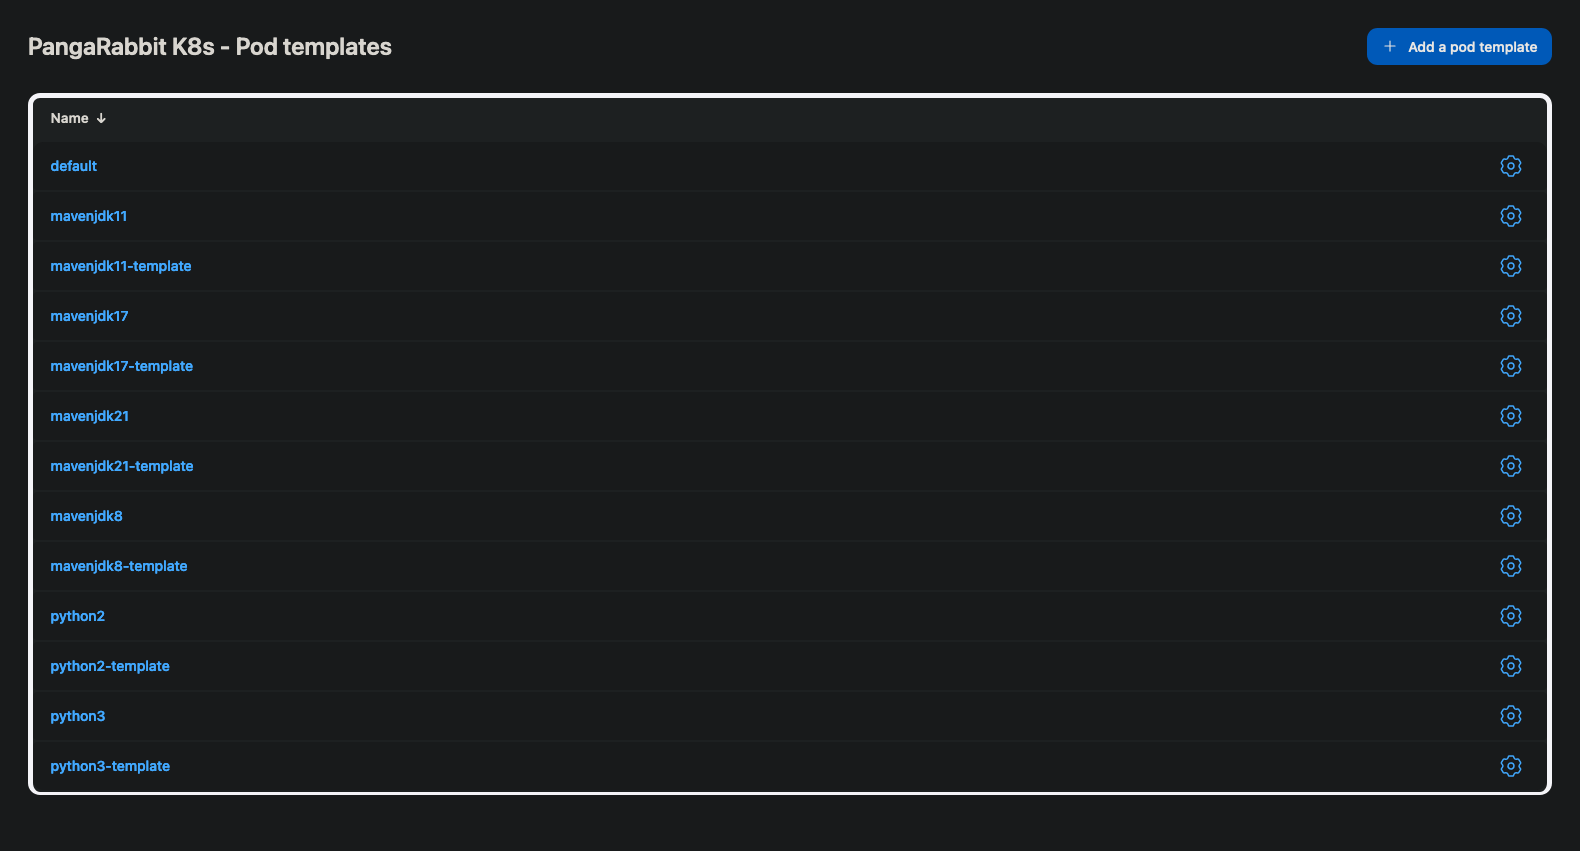 PangaRabbit K8s - Pod templates
Add a pod template
Name
default
mavenjdk11
mavenjdk11-template
mavenjdk17
mavenjdk17-template
mavenjdk21
mavenjdk21-template
mavenjdk8
mavenjdk8-template
python2
python2-template
python3
python3-template